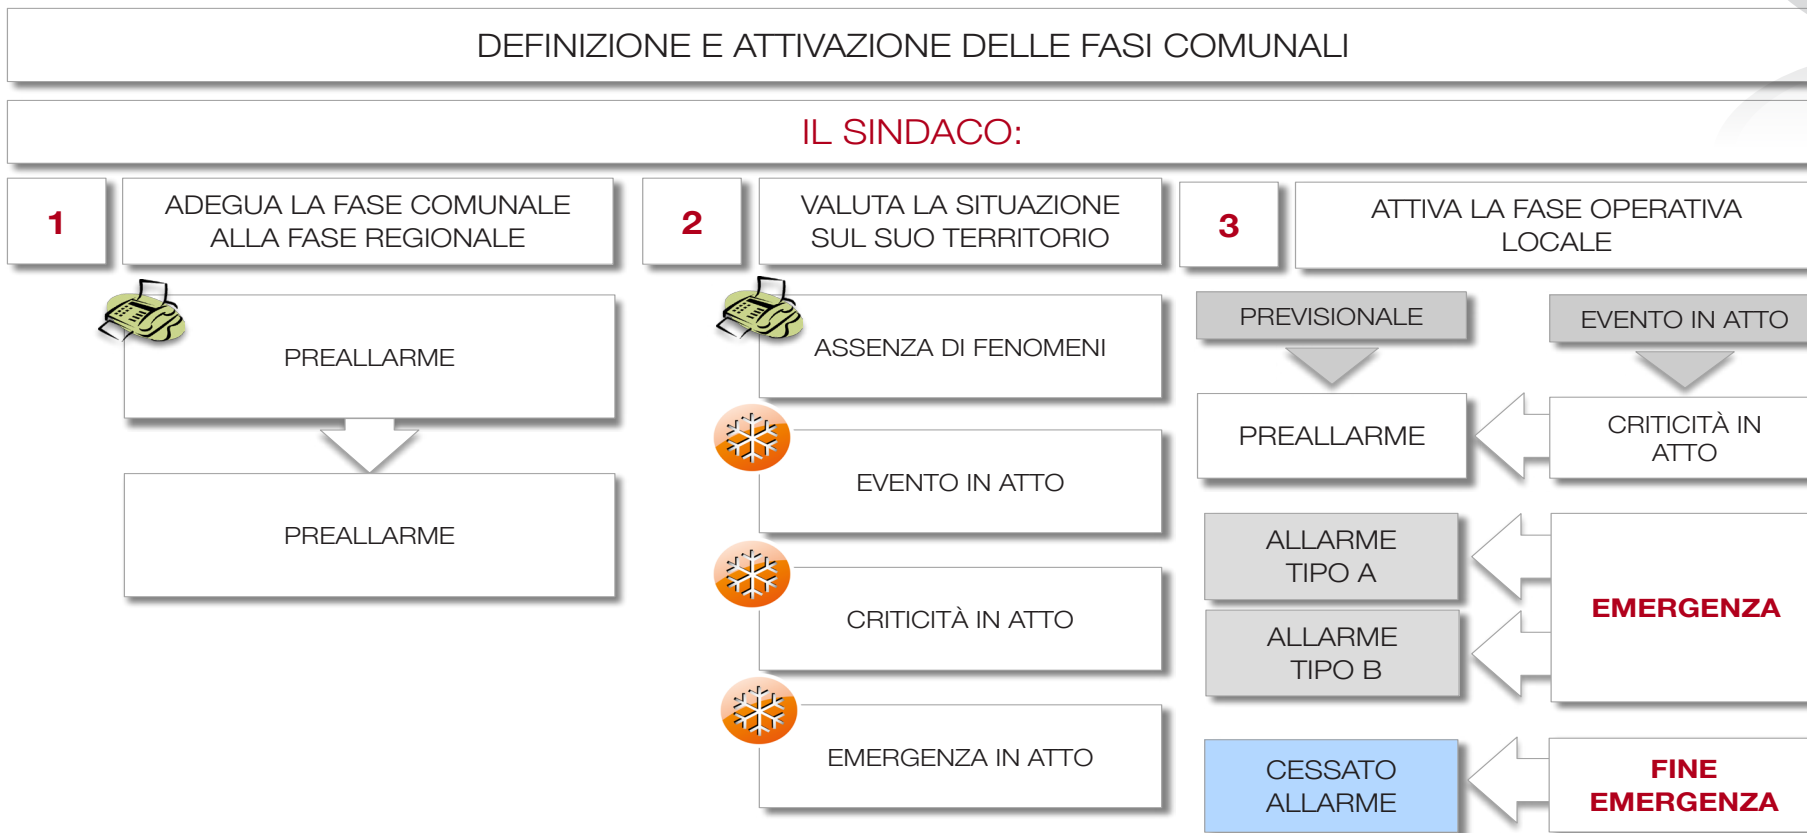 DEFINIZIONE E ATTIVAZIONE DELLE FASI COMUNALI
IL SINDACO:
1
ADEGUA LA FASE COMUNALE
ALLA FASE REGIONALE
PREALLARME
PREALLARME
2
VALUTA LA SITUAZIONE
SUL SUO TERRITORIO
ASSENZA DI FENOMENI
EVENTO IN ATTO
CRITICITÀ IN ATTO
EMERGENZA IN ATTO
3
ATTIVA LA FASE OPERATIVA
LOCALE
PREVISIONALE
EVENTO IN ATTO
PREALLARME
CRITICITÀ IN
ATTO
ALLARME
TIPO A
ALLARME
TIPO B
EMERGENZA
CESSATO
ALLARME
FINE
EMERGENZA